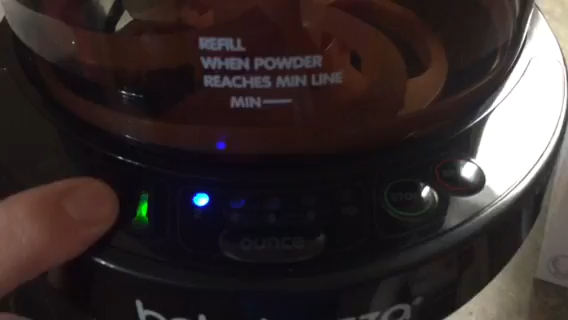 REFILL
WHEN POWDER
REACHES MIN LINE
MIN
OUNCE